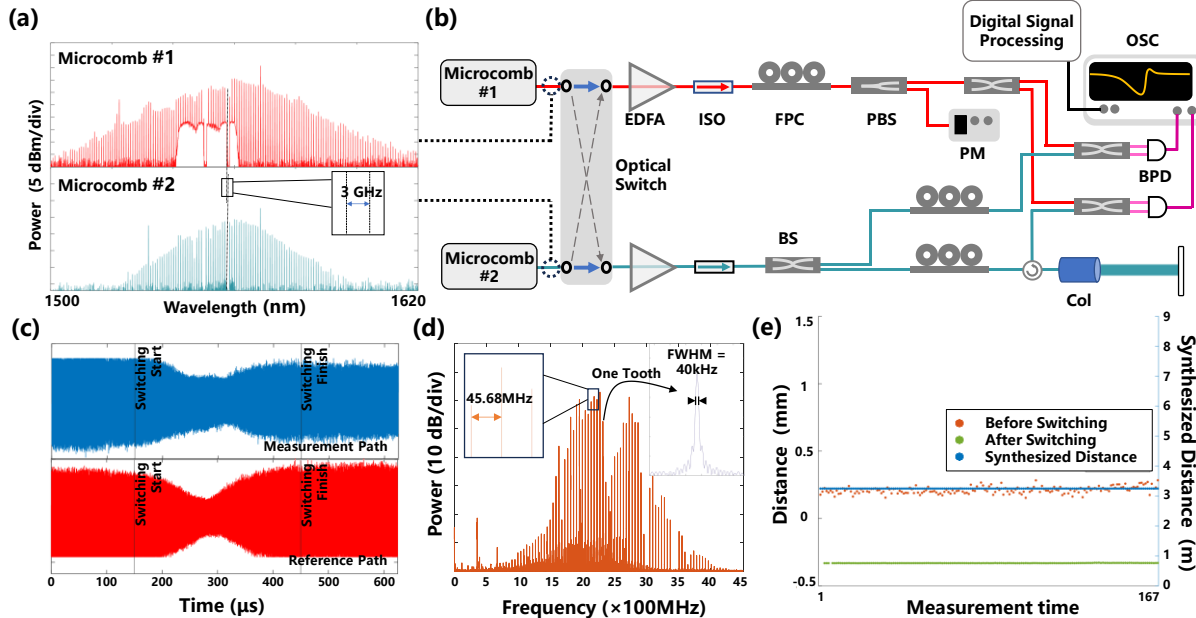 (a)
Microcomb #1
Microcomb #2
3 GHz
Power (5 dBm/div)
1500
1620
Wavelength (nm)
(b)
Microcomb
#1
Microcomb
#2
Optical
Switch
EDFA
ISO
FPC
PBS
PM
Digital Signal
Processing
OSC
BPD
BS
Col
(c)
Switching
Start
Switching
Finish
Measurement Path
Switching
Start
Switching
Finish
Reference Path
0
100
200
300
400
500
600
Time (μs)
(d)
Power (10 dB/div)
45.68MHz
One Tooth
FWHM =
40kHz
0
5
10
15
20
25
30
35
40
45
Frequency (×100MHz)
(e)
Distance (mm)
1.5
1
0.5
0
-0.5
Before Switching
After Switching
Synthesized Distance
9
8
7
6
5
4
3
2
1
0
Synthesized
Distance (m)
1
167
Measurement time